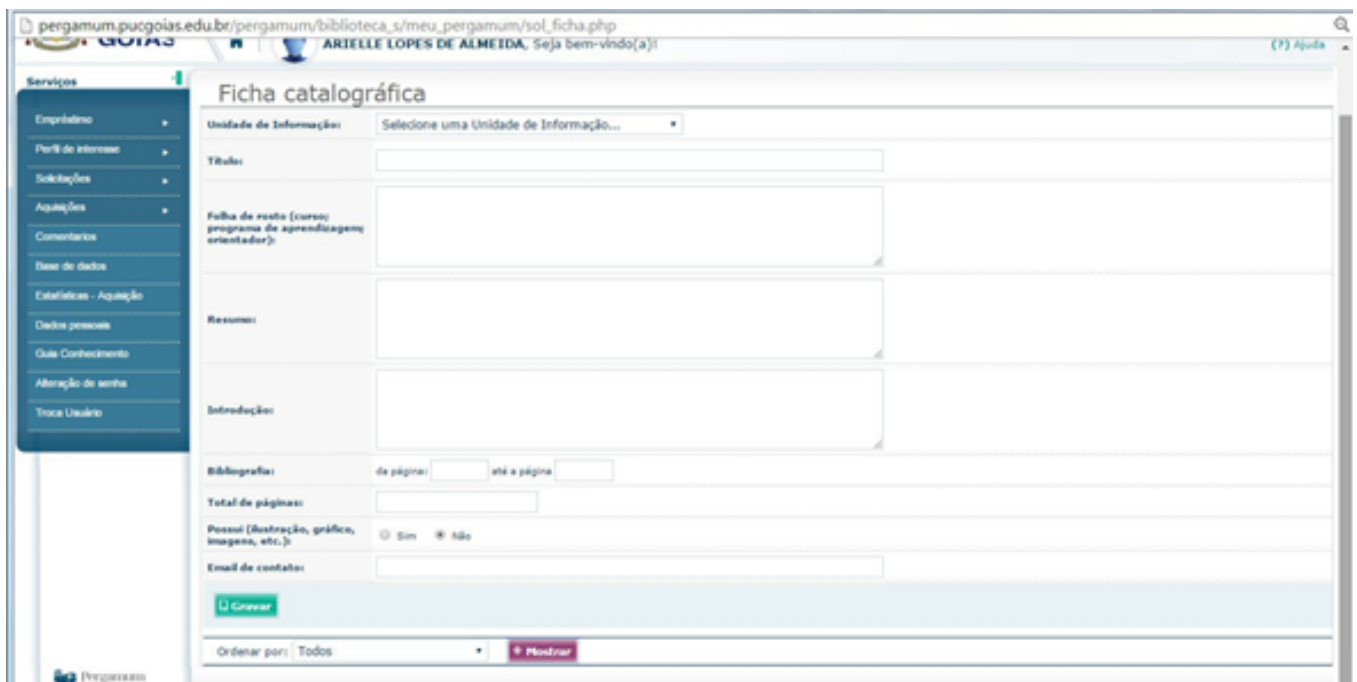 pergamum.pucgoias.edu.br/pergamum/biblioteca_s/meu_pergamum/sol_ficha.php
GOIÁS
ARIELLE LOPES DE ALMEIDA, Seja bem-vindo(a)!
(?) Ajuda
Serviços
Empréstimo
Perfil de interesse
Solicitações
Aquisições
Comentarios
Base de dados
Estatísticas - Aquisição
Dados pessoais
Guia Conhecimento
Alteração de senha
Troca Usuário
Pergamum
Ficha catalográfica
Unidade de Informação: Selecione uma Unidade de Informação...
Título:
Folha de rosto (curso;
programa de aprendizagem;
orientador):
Resumo:
Introdução:
Bibliografia: da página: até a página
Total de páginas:
Possui (ilustração, gráfico,
imagens, etc.): Sim Não
Email de contato:
Gravar
Ordenar por: Todos Mostrar